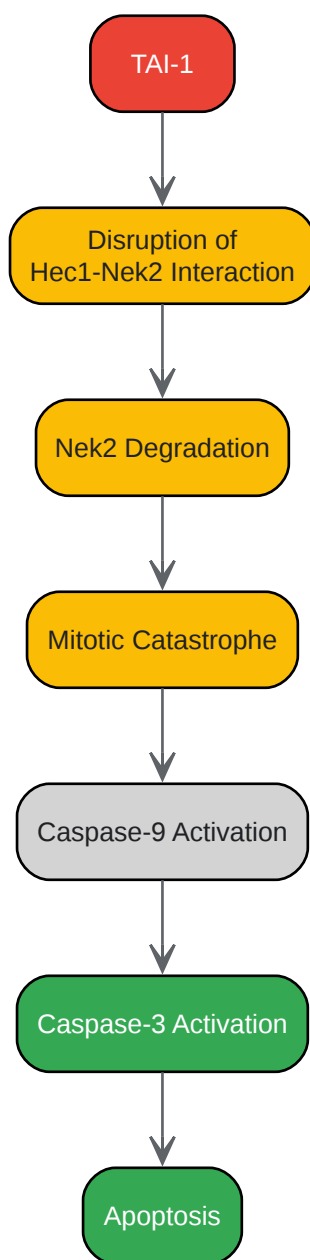 TAI-1
Disruption of
Hec1-Nek2 Interaction
Nek2 Degradation
Mitotic Catastrophe
Caspase-9 Activation
Caspase-3 Activation
Apoptosis